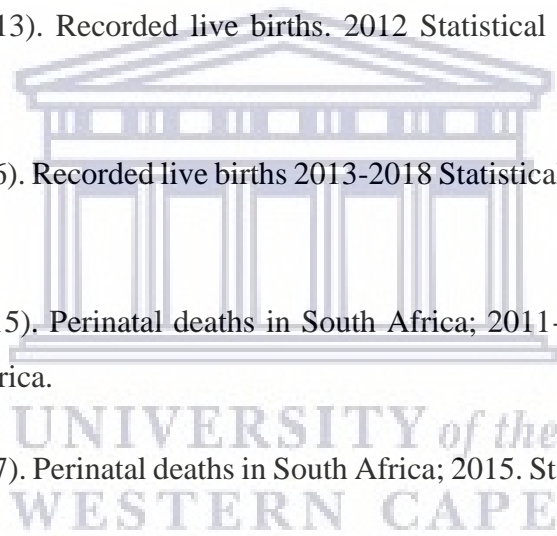 13). Recorded live births. 2012 Statistical
6). Recorded live births 2013-2018 Statistical
15). Perinatal deaths in South Africa; 2011-
rica.
UNIVERSITY of the
7). Perinatal deaths in South Africa; 2015. St
WESTERN CAPE